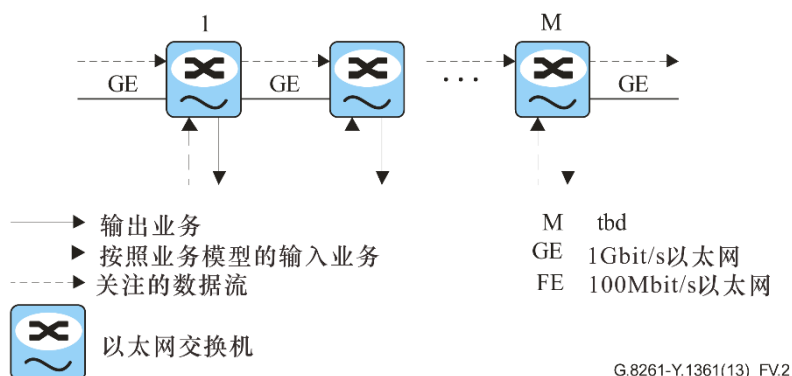 1
M
GE
GE
GE
输出业务
按照业务模型的输入业务
关注的数据流
以太网交换机
M tbd
GE 1Gbit/s以太网
FE 100Mbit/s以太网
G.8261-Y.1361(13)_FV.2